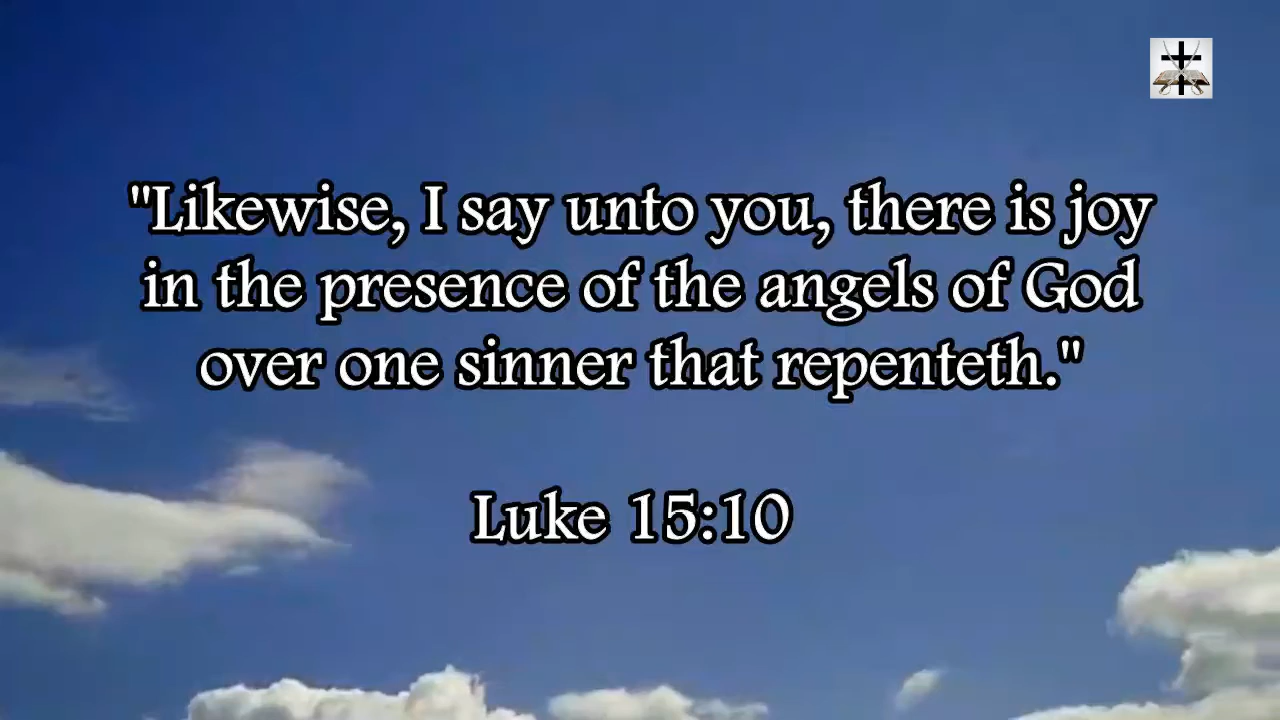 "Likewise, I say unto you, there is joy
in the presence of the angels of God
over one sinner that repenteth."
Luke 15:10